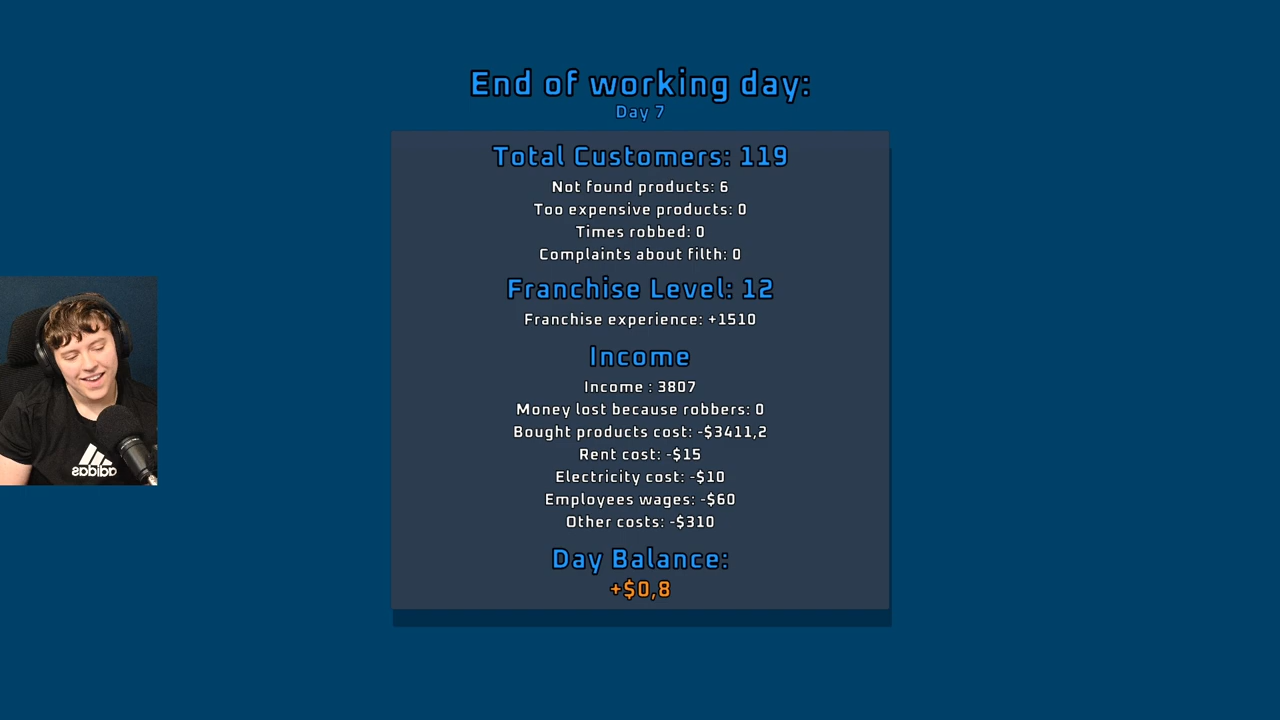 End of working day:
Day 7
Total Customers: 119
Not found products: 6
Too expensive products: 0
Times robbed: 0
Complaints about filth: 0
Franchise Level: 12
Franchise experience: +1510
Income
Income : 3807
Money lost because robbers: 0
Bought products cost: -$3411,2
Rent cost: -$15
Electricity cost: -$10
Employees wages: -$60
Other costs: -$310
Day Balance:
+$0,8
adidas